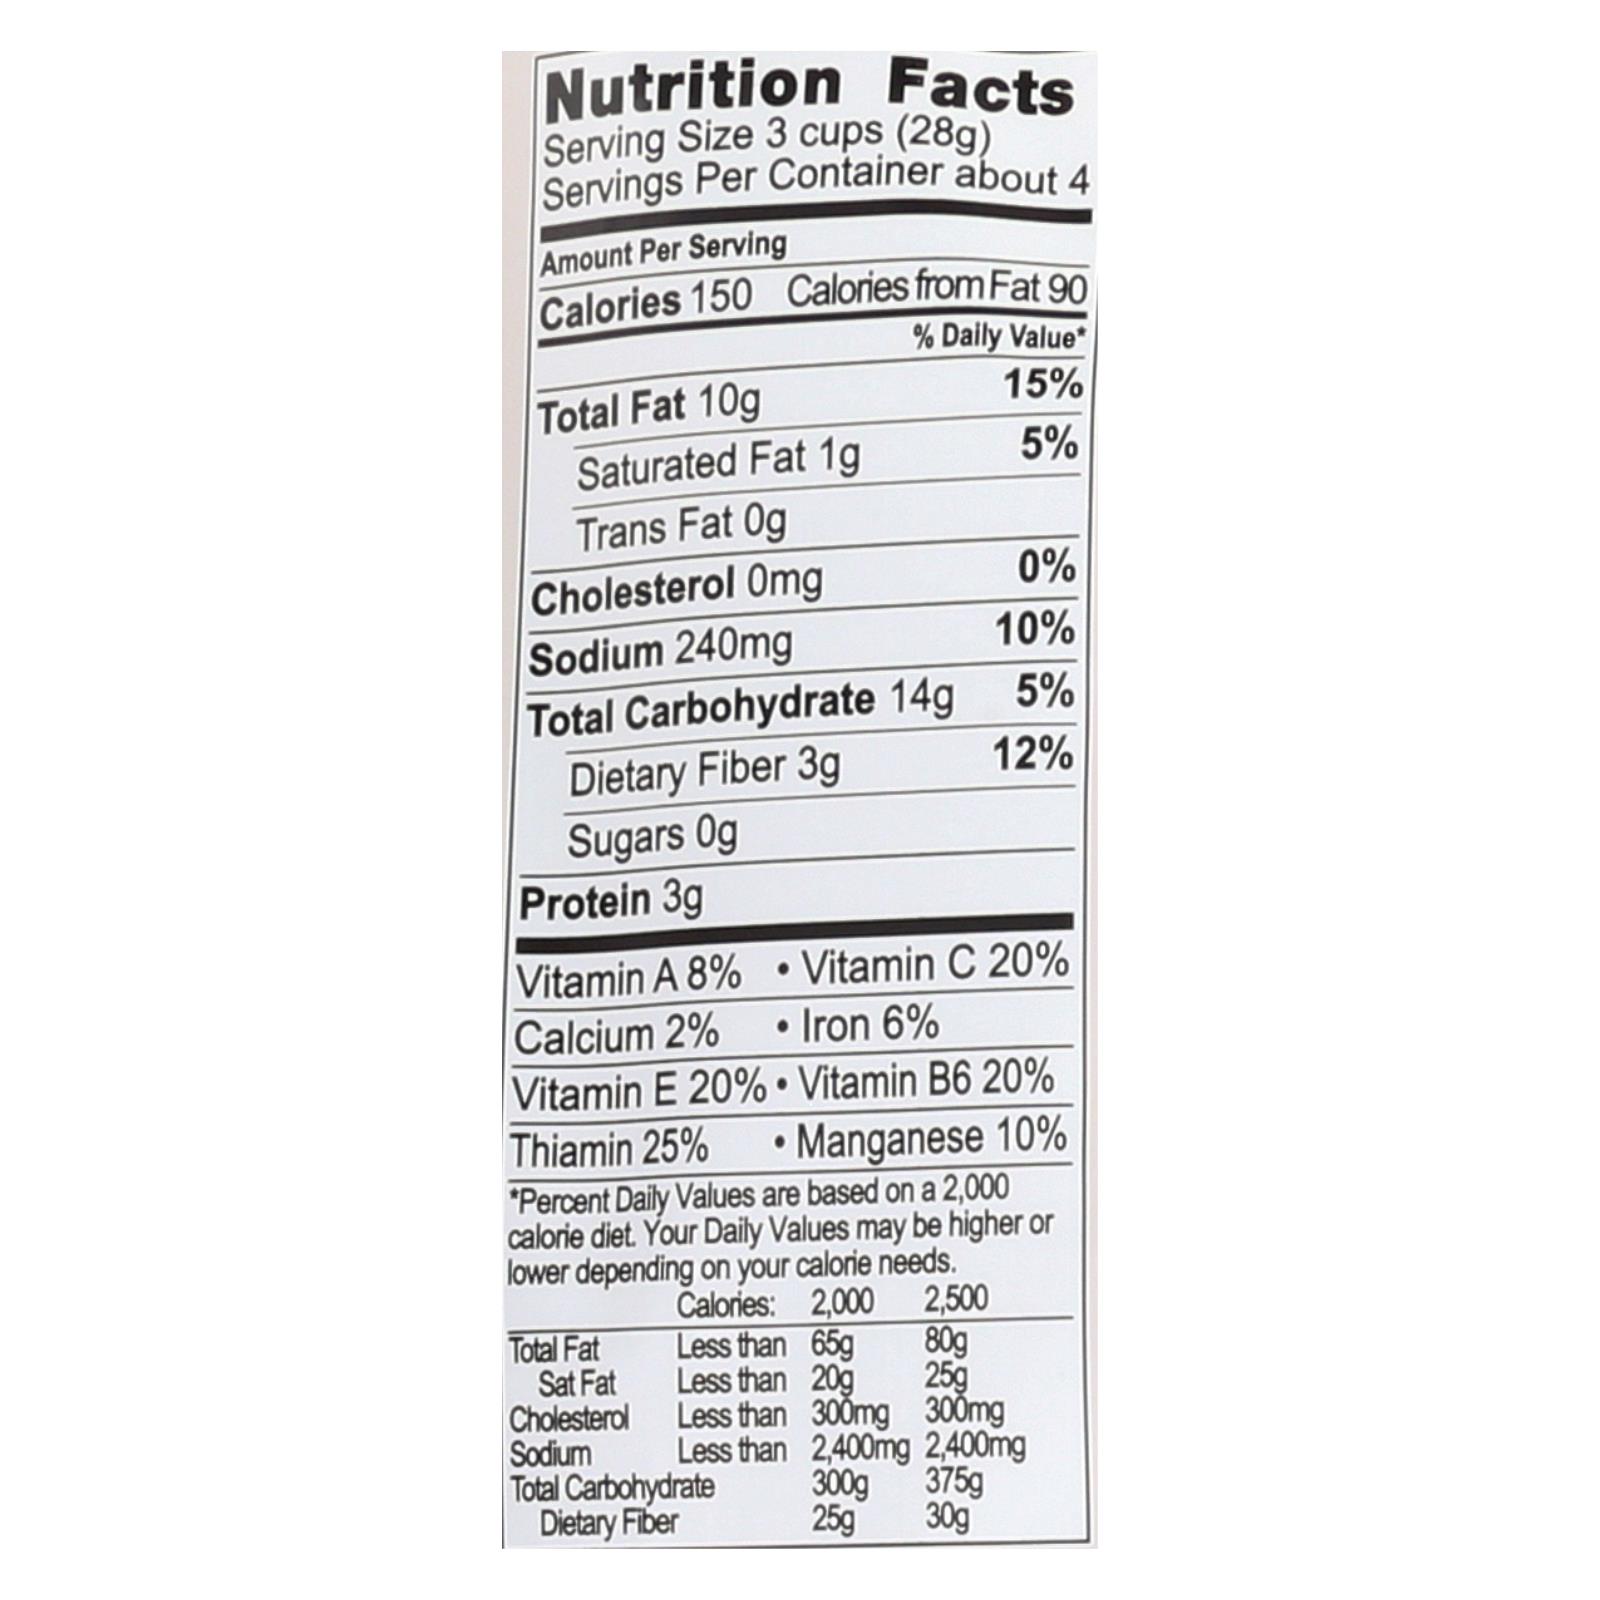 Nutrition Facts
Serving Size 3 cups (28g)
Servings Per Container about 4
Amount Per Serving
Calories 150 Calories from Fat 90
% Daily Value*
Total Fat 10g 15%
Saturated Fat 1g 5%
Trans Fat 0g
Cholesterol 0mg 0%
Sodium 240mg 10%
Total Carbohydrate 14g 5%
Dietary Fiber 3g 12%
Sugars 0g
Protein 3g
Vitamin A 8% • Vitamin C 20%
Calcium 2% • Iron 6%
Vitamin E 20% • Vitamin B6 20%
Thiamin 25% • Manganese 10%
*Percent Daily Values are based on a 2,000
calorie diet. Your Daily Values may be higher or
lower depending on your calorie needs.
Calories: 2,000 2,500
Total Fat Less than 65g 80g
Sat Fat Less than 20g 25g
Cholesterol Less than 300mg 300mg
Sodium Less than 2,400mg 2,400mg
Total Carbohydrate 300g 375g
Dietary Fiber 25g 30g